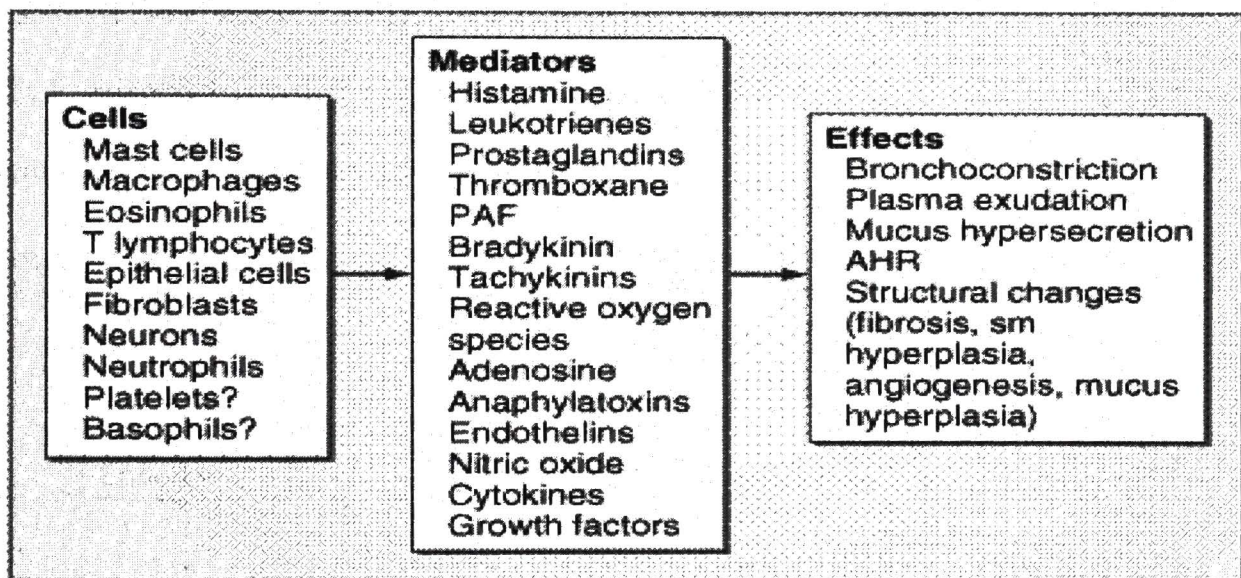 Cells
Mast cells
Macrophages
Eosinophils
T lymphocytes
Epithelial cells
Fibroblasts
Neurons
Neutrophils
Platelets?
Basophils?
Mediators
Histamine
Leukotrienes
Prostaglandins
Thromboxane
PAF
Bradykinin
Tachykinins
Reactive oxygen
species
Adenosine
Anaphylatoxins
Endothelins
Nitric oxide
Cytokines
Growth factors
Effects
Bronchoconstriction
Plasma exudation
Mucus hypersecretion
AHR
Structural changes
(fibrosis, sm
hyperplasia,
angiogenesis, mucus
hyperplasia)